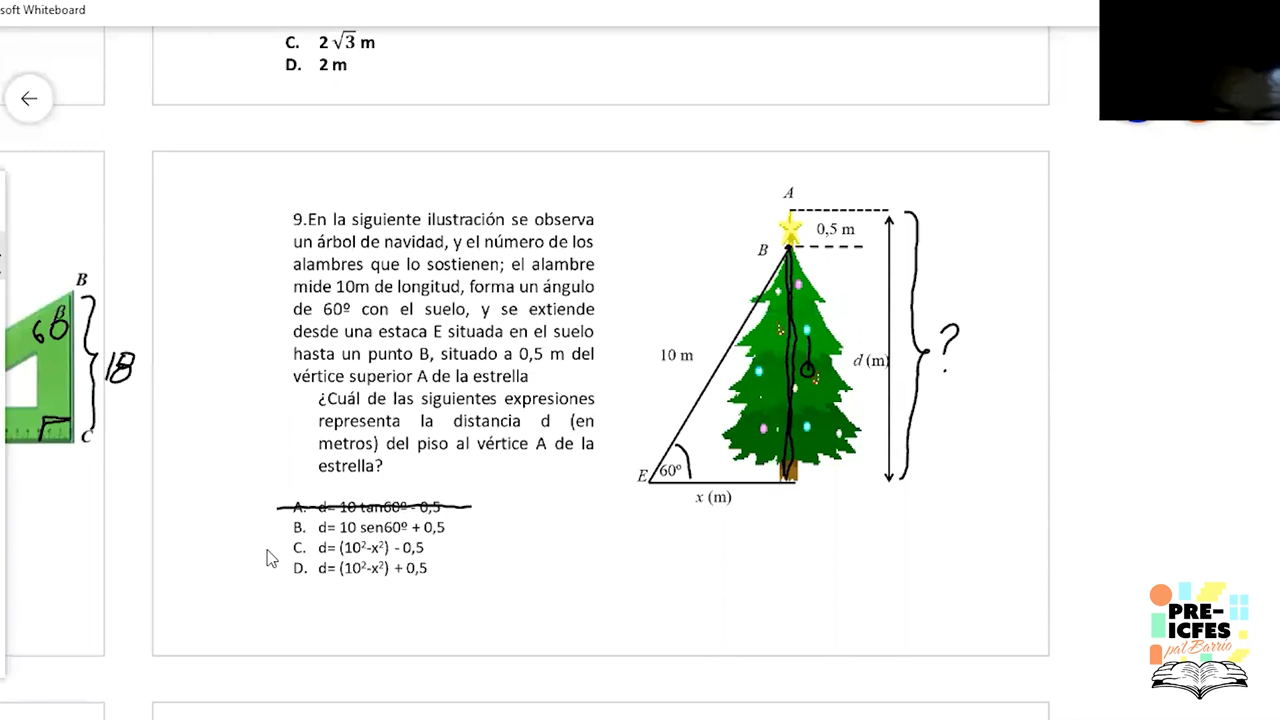 soft Whiteboard
C. 2 √3 m
D. 2 m
9.En la siguiente ilustración se observa
un árbol de navidad, y el número de los
alambres que lo sostienen; el alambre
mide 10m de longitud, forma un ángulo
de 60º con el suelo, y se extiende
desde una estaca E situada en el suelo
hasta un punto B, situado a 0,5 m del
vértice superior A de la estrella
¿Cuál de las siguientes expresiones
representa la distancia d (en
metros) del piso al vértice A de la
estrella?
A. d= 10 tan60º - 0,5
B. d= 10 sen60º + 0,5
C. d= (10²-x²) - 0,5
D. d= (10²-x²) + 0,5
A
0,5 m
B
10 m
d (m)
?
E
60º
x (m)
B
18
C
PRE-
ICFES
pa'l Barrio